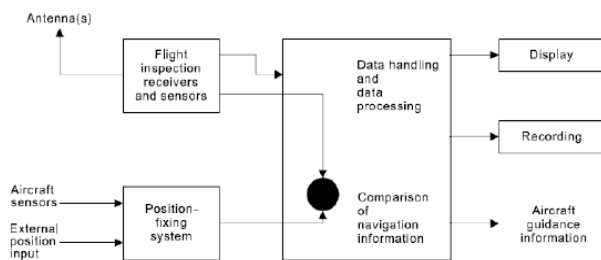 Antenna(s)
Flight
inspection
receivers
and sensors
Data handling
and
data
processing
Display
Recording
Aircraft
sensors
External
position
input
Position-
fixing
system
Comparison
of
navigation
information
Aircraft
guidance
information